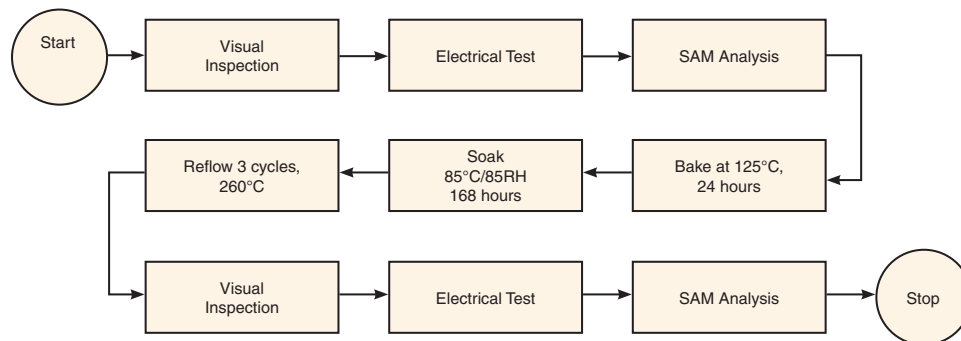 Start
Visual
Inspection
Electrical Test
SAM Analysis
Bake at 125°C,
24 hours
Soak
85°C/85RH
168 hours
Reflow 3 cycles,
260°C
Visual
Inspection
Electrical Test
SAM Analysis
Stop